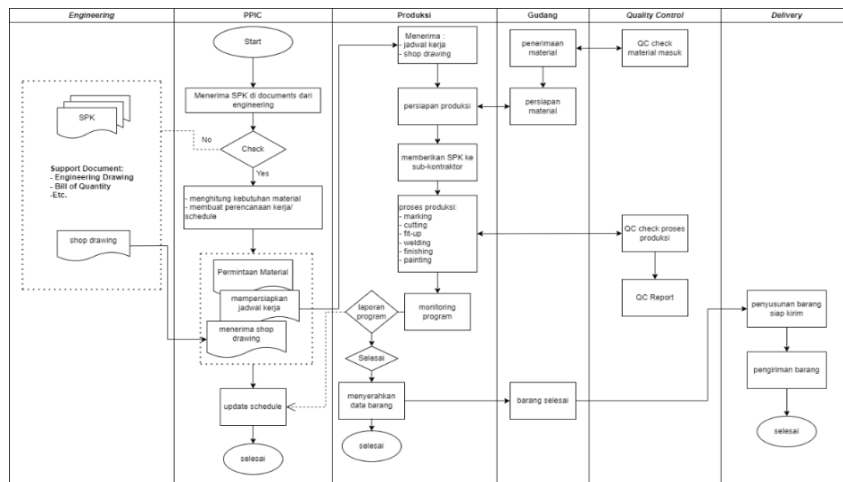 Engineering
PPIC
Produksi
Gudang
Quality Control
Delivery
SPK
Support Document:
- Engineering Drawing
- Bill of Quantity
-Etc.
shop drawing
Start
Menerima SPK di documents dari
engineering
No
Check
Yes
- menghitung kebutuhan material
- membuat perencanaan kerja/
schedule
Permintaan Material
mempersiapkan
jadwal kerja
menerima shop
drawing
update schedule
selesai
Menerima :
- jadwal kerja
- shop drawing
persiapan produksi
memberikan SPK ke
sub-kontraktor
proses produksi:
- marking
- cutting
- fit-up
- welding
- finishing
- painting
laporan
program
monitoring
program
Selesai
menyerahkan
data barang
selesai
penerimaan
material
persiapan
material
barang selesai
QC check
material masuk
QC check proses
produksi
QC Report
penyusunan barang
siap kirim
pengiriman barang
selesai